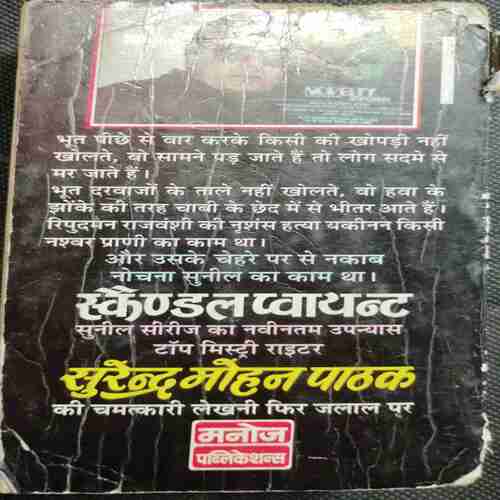 NOVELTY
भूत पीछे से वार करके किसी की खोपड़ी नहीं
खोलते, वो सामने पड़ जाते हैं तो लोग सदमे से
मर जाते हैं।
भूत दरवाजों के ताले नहीं खोलते, वो हवा के
झोंके की तरह चाबी के छेद में से भीतर आते हैं।
रिपुदमन राजवंशी की नृशंस हत्या यकीनन किसी
नश्वर प्राणी का काम था।
और उसके चेहरे पर से नकाब
नोचना सुनील का काम था।
स्कैण्डल प्वायन्ट
सुनील सीरीज का नवीनतम उपन्यास
टॉप मिस्ट्री राइटर
सुरेन्द्र मोहन पाठक
की चमत्कारी लेखनी फिर जलाल पर
मनोज
पब्लिकेशन्स